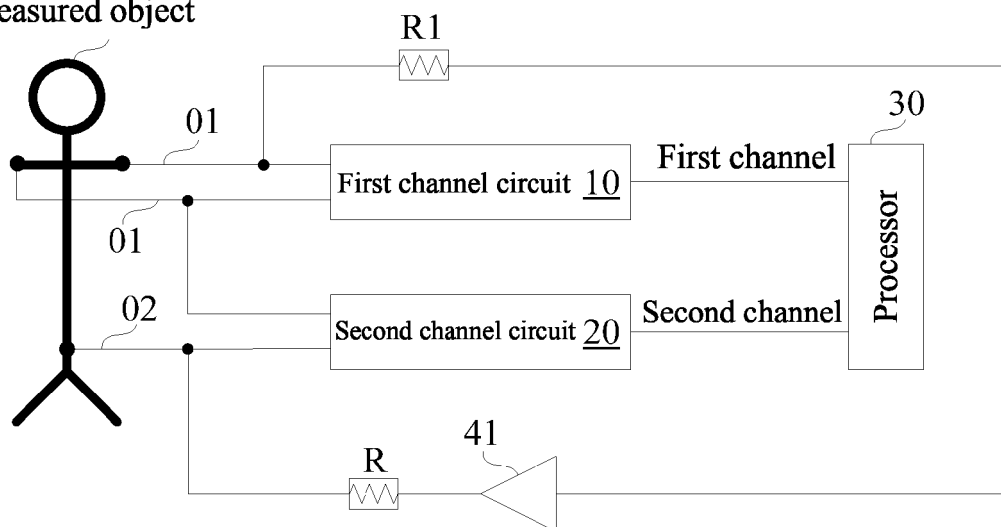 easured object
R1
01
30
First channel
First channel circuit 10
01
Processor
02
Second channel
Second channel circuit 20
41
R